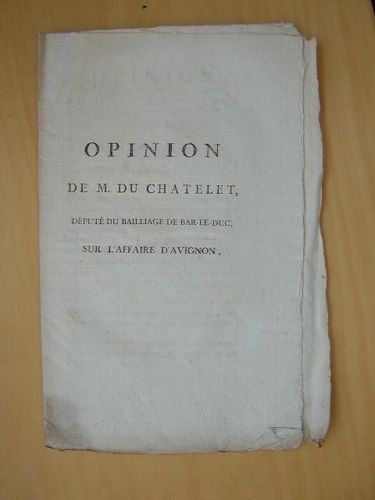 OPINION
DE M. DU CHATELET,
DÉPUTÉ DU BAILLIAGE DE BAR-LE-DUC,
SUR L'AFFAIRE D'AVIGNON,